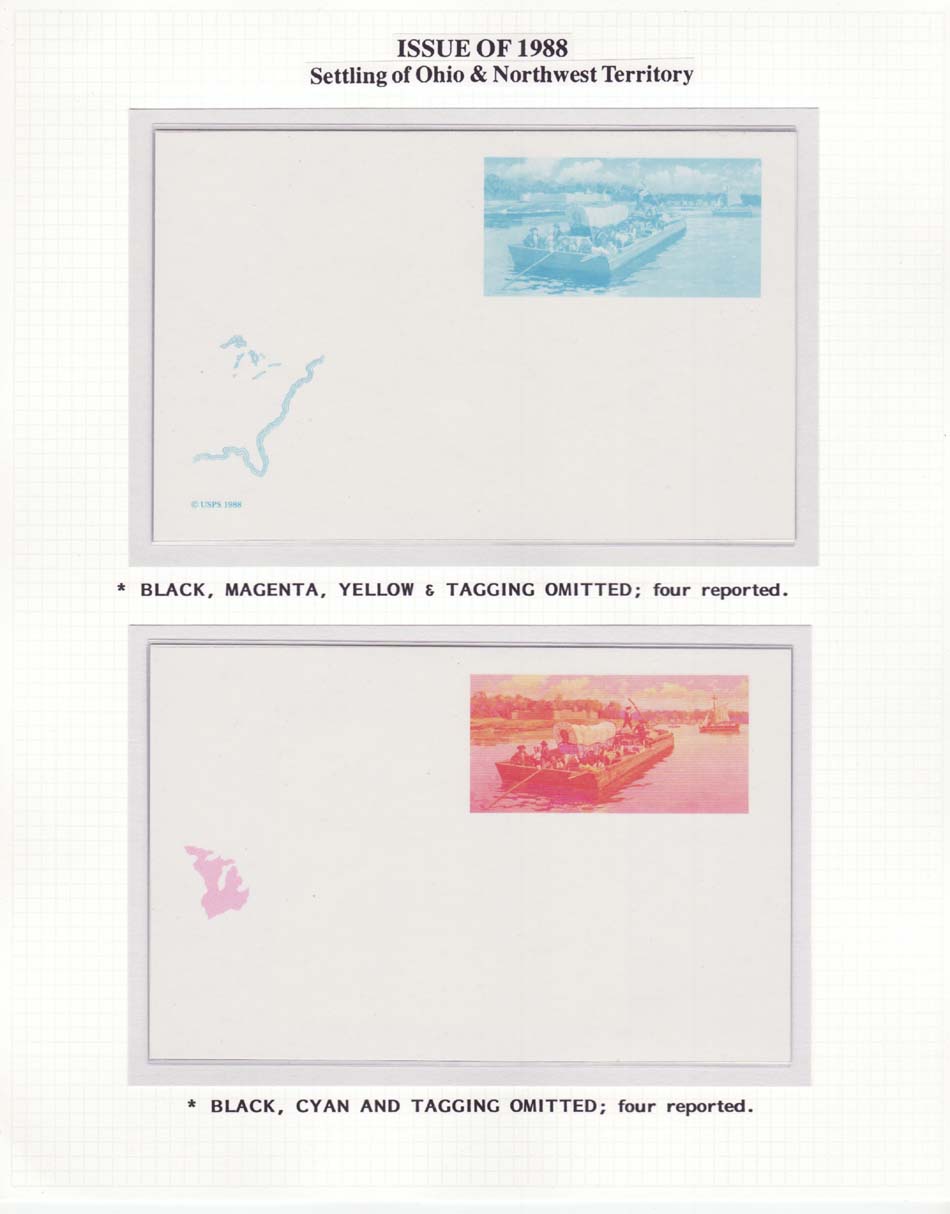 ISSUE OF 1988
Settling of Ohio & Northwest Territory
© USPS 1988
* BLACK, MAGENTA, YELLOW & TAGGING OMITTED; four reported.
* BLACK, CYAN AND TAGGING OMITTED; four reported.